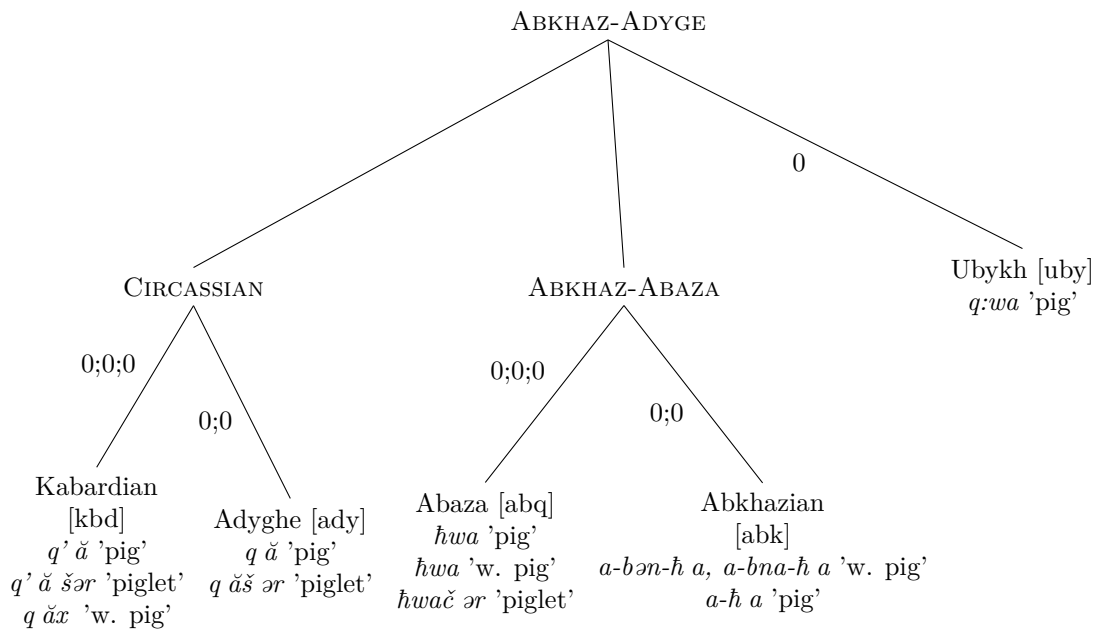 ABKHAZ-ADYGE
0
CIRCASSIAN
ABKHAZ-ABAZA
Ubykh [uby]
q:wa 'pig'
0;0;0
0;0
0;0;0
0;0
Kabardian
[kbd]
q’ ӑ ’pig’
q’ ӑ šər ’piglet’
q ӑx ’w. pig’
Adyghe [ady]
q ӑ ’pig’
q ӑš ər ’piglet’
Abaza [abq]
ħwa ’pig’
ħwa ’w. pig’
ħwač ər ’piglet’
Abkhazian
[abk]
a-bən-ħ a, a-bna-ħ a ’w. pig’
a-ħ a ’pig’